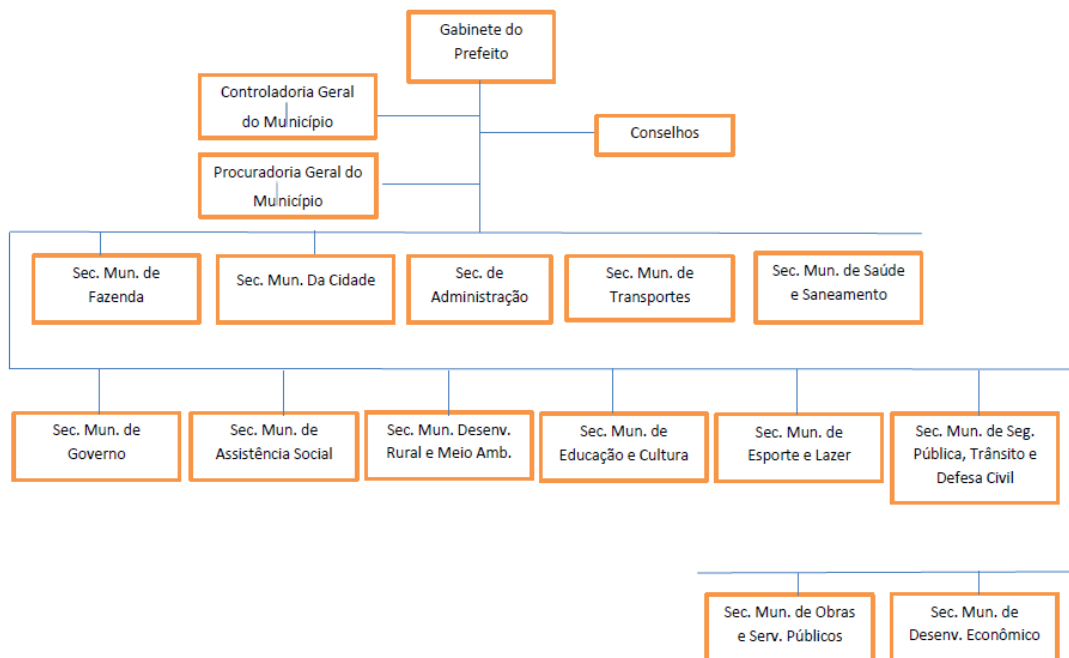 Gabinete do
Prefeito
Controladoria Geral
do Município
Conselhos
Procuradoria Geral do
Município
Sec. Mun. de
Fazenda
Sec. Mun. Da Cidade
Sec. de
Administração
Sec. Mun. de
Transportes
Sec. Mun. de Saúde
e Saneamento
Sec. Mun. de
Governo
Sec. Mun. de
Assistência Social
Sec. Mun. Desenv.
Rural e Meio Amb.
Sec. Mun. de
Educação e Cultura
Sec. Mun. de
Esporte e Lazer
Sec. Mun. de Seg.
Pública, Trânsito e
Defesa Civil
Sec. Mun. de Obras
e Serv. Públicos
Sec. Mun. de
Desenv. Econômico